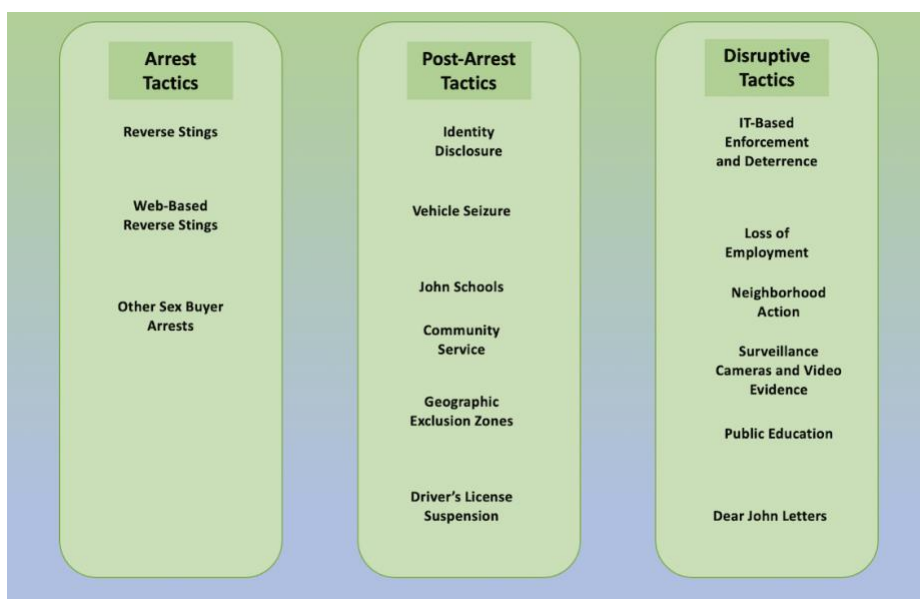 Arrest
Tactics
Reverse Stings
Web-Based
Reverse Stings
Other Sex Buyer
Arrests
Post-Arrest
Tactics
Identity
Disclosure
Vehicle Seizure
John Schools
Community
Service
Geographic
Exclusion Zones
Driver’s License
Suspension
Disruptive
Tactics
IT-Based
Enforcement
and Deterrence
Loss of
Employment
Neighborhood
Action
Surveillance
Cameras and Video
Evidence
Public Education
Dear John Letters